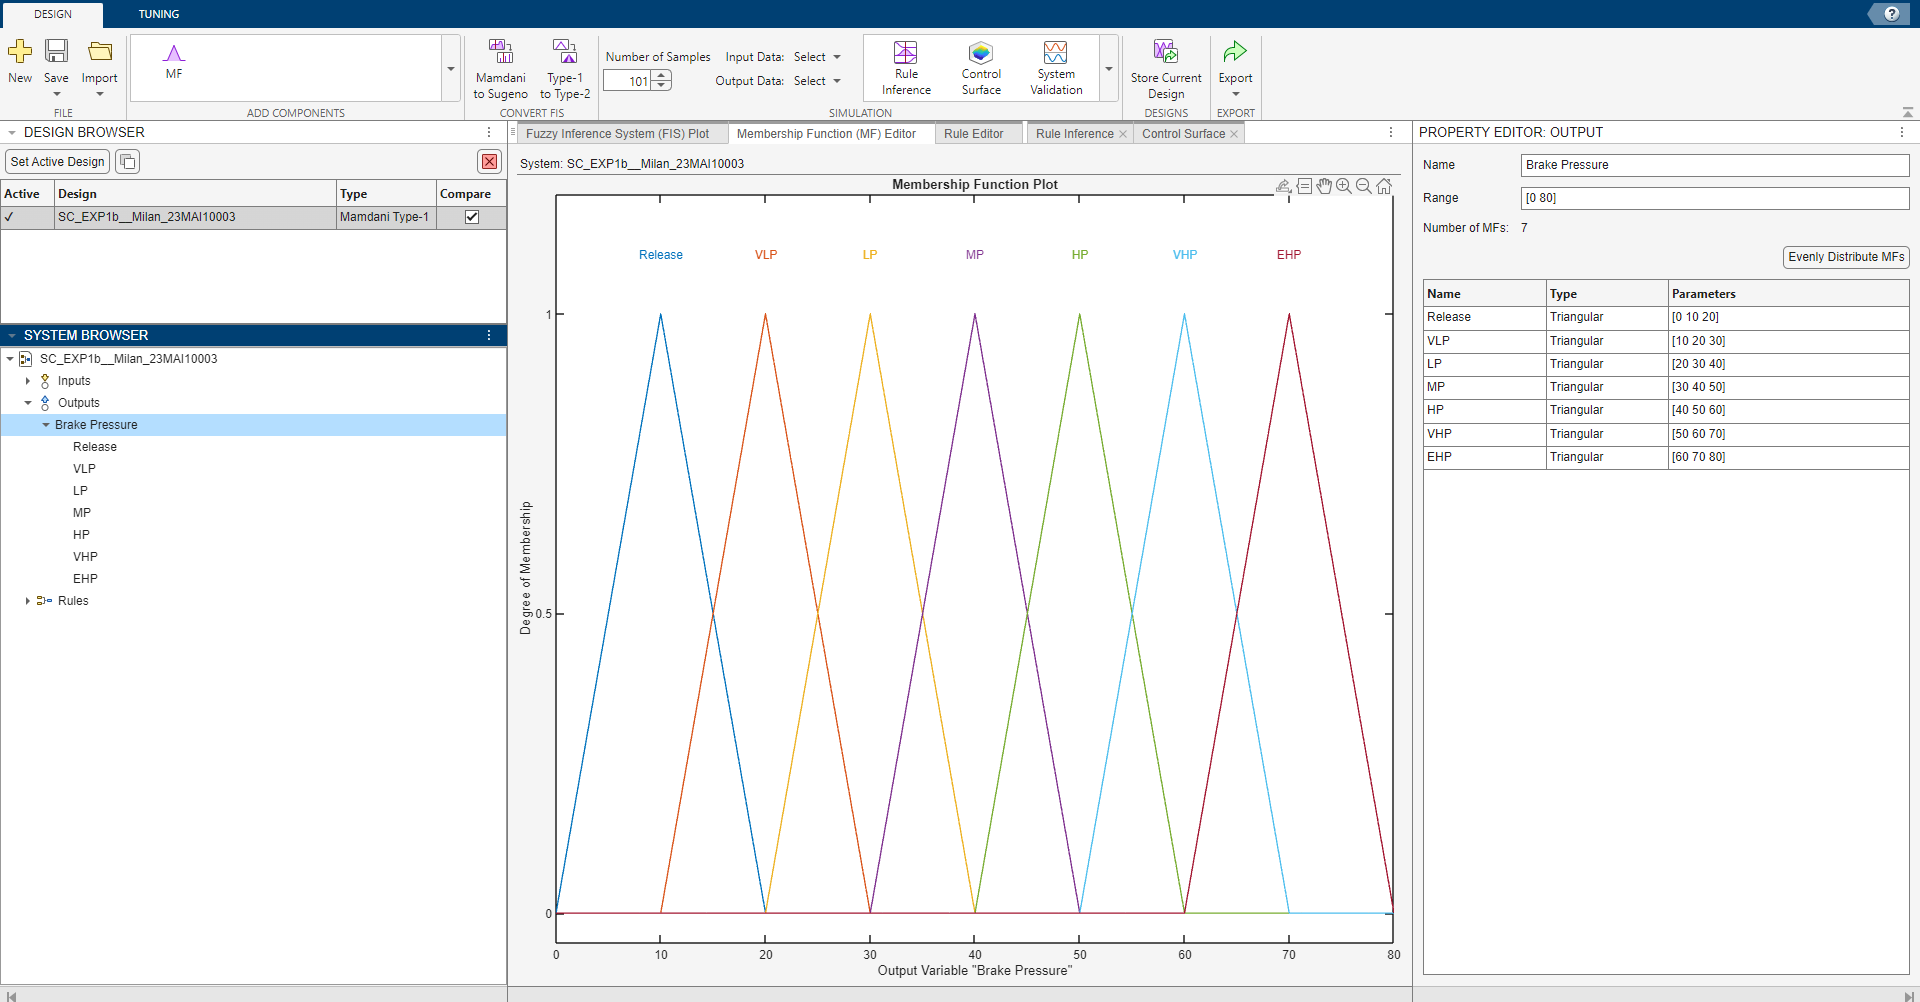 DESIGN TUNING
?
New Save Import
FILE
MF
ADD COMPONENTS
Mamdani to Sugeno
Type-1 to Type-2
CONVERT FIS
Number of Samples
101
Input Data: Select
Output Data: Select
Rule Inference
Control Surface
System Validation
SIMULATION
Store Current Design
DESIGNS
Export
EXPORT
DESIGN BROWSER
Set Active Design
Active Design Type Compare
✓ SC_EXP1b__Milan_23MAI10003 Mamdani Type-1
SYSTEM BROWSER
SC_EXP1b__Milan_23MAI10003
Inputs
Outputs
Brake Pressure
Release
VLP
LP
MP
HP
VHP
EHP
Rules
Fuzzy Inference System (FIS) Plot Membership Function (MF) Editor Rule Editor Rule Inference Control Surface
System: SC_EXP1b__Milan_23MAI10003
Membership Function Plot
Release VLP LP MP HP VHP EHP
1
0.5
0
Degree of Membership
0 10 20 30 40 50 60 70 80
Output Variable "Brake Pressure"
PROPERTY EDITOR: OUTPUT
Name Brake Pressure
Range [0 80]
Number of MFs: 7
Evenly Distribute MFs
Name Type Parameters
Release Triangular [0 10 20]
VLP Triangular [10 20 30]
LP Triangular [20 30 40]
MP Triangular [30 40 50]
HP Triangular [40 50 60]
VHP Triangular [50 60 70]
EHP Triangular [60 70 80]